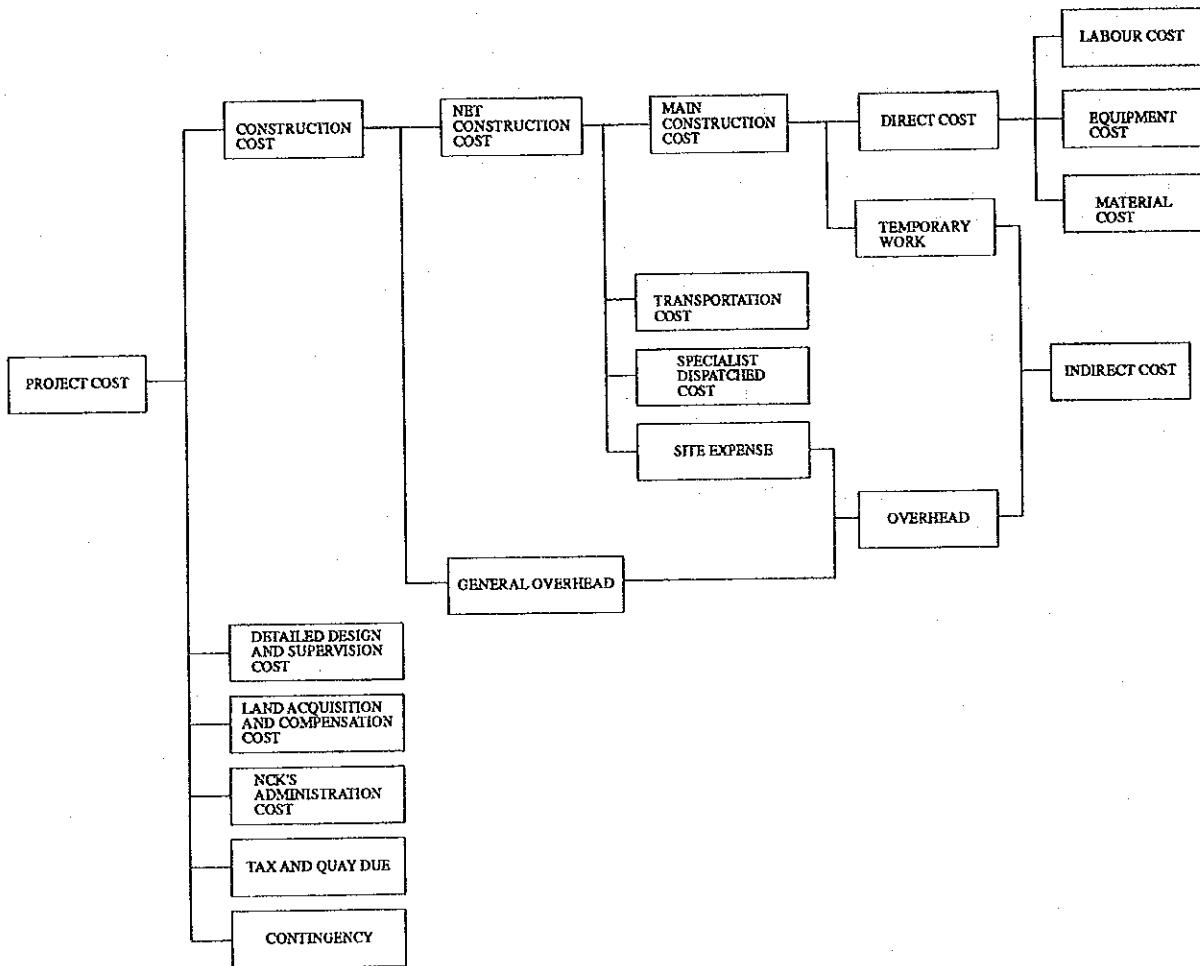 LABOUR COST
CONSTRUCTION
COST
NET
CONSTRUCTION
COST
MAIN
CONSTRUCTION
COST
DIRECT COST
EQUIPMENT
COST
MATERIAL
COST
TEMPORARY
WORK
TRANSPORTATION
COST
PROJECT COST
SPECIALIST
DISPATCHED
COST
INDIRECT COST
SITE EXPENSE
OVERHEAD
GENERAL OVERHEAD
DETAILED DESIGN
AND SUPERVISION
COST
LAND ACQUISITION
AND COMPENSATION
COST
NCK'S
ADMINISTRATION
COST
TAX AND QUAY DUE
CONTINGENCY